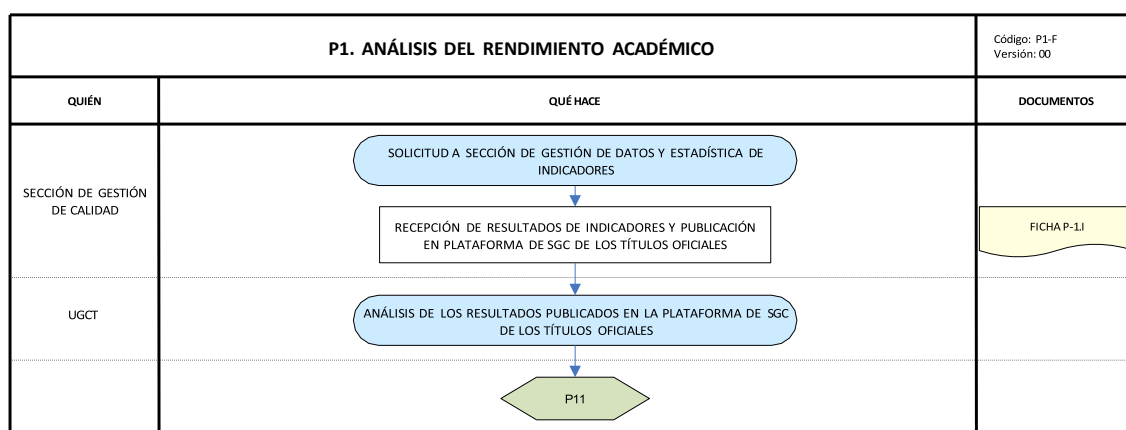 P1. ANÁLISIS DEL RENDIMIENTO ACADÉMICO
Código: P1-F
Versión: 00
QUIÉN
QUÉ HACE
DOCUMENTOS
SECCIÓN DE GESTIÓN
DE CALIDAD
SOLICITUD A SECCIÓN DE GESTIÓN DE DATOS Y ESTADÍSTICA DE
INDICADORES
RECEPCIÓN DE RESULTADOS DE INDICADORES Y PUBLICACIÓN
EN PLATAFORMA DE SGC DE LOS TÍTULOS OFICIALES
FICHA P-1.I
UGCT
ANÁLISIS DE LOS RESULTADOS PUBLICADOS EN LA PLATAFORMA DE SGC
DE LOS TÍTULOS OFICIALES
P11